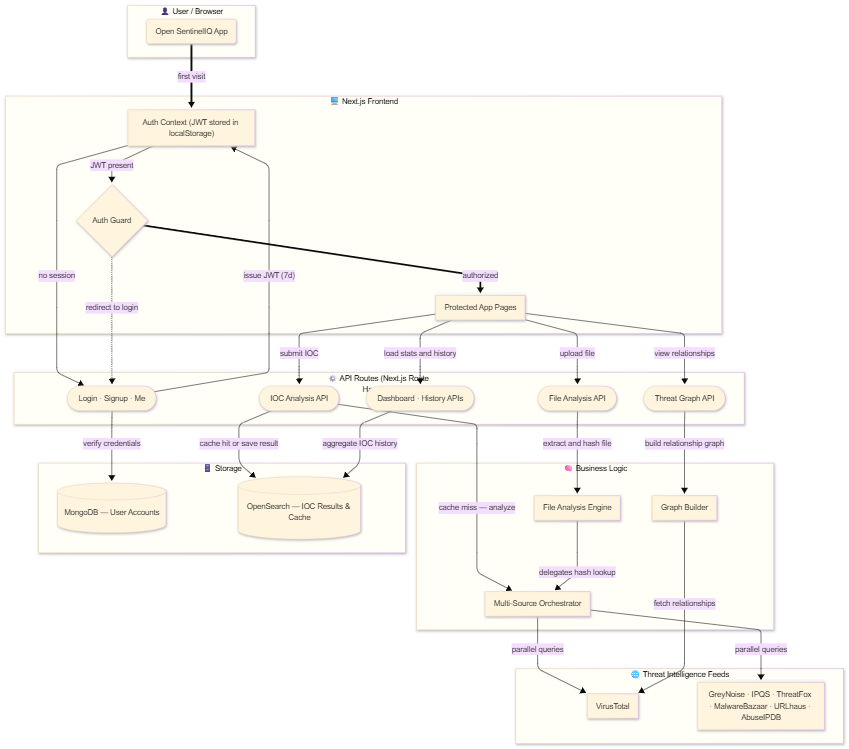 User / Browser
Open SentinelIQ App
first visit
Next.js Frontend
Auth Context (JWT stored in
localStorage)
JWT present
Auth Guard
no session
issue JWT (7d)
authorized
redirect to login
Protected App Pages
submit IOC
load stats and history
upload file
view relationships
API Routes (Next.js Route
Login · Signup · Me
IOC Analysis API
Dashboard · History APIs
File Analysis API
Threat Graph API
verify credentials
cache hit or save result
aggregate IOC history
extract and hash file
build relationship graph
Storage
Business Logic
MongoDB — User Accounts
OpenSearch — IOC Results &
Cache
cache miss — analyze
File Analysis Engine
Graph Builder
delegates hash lookup
Multi-Source Orchestrator
fetch relationships
parallel queries
parallel queries
Threat Intelligence Feeds
VirusTotal
GreyNoise · IPQS · ThreatFox
· MalwareBazaar · URLhaus ·
AbuseIPDB